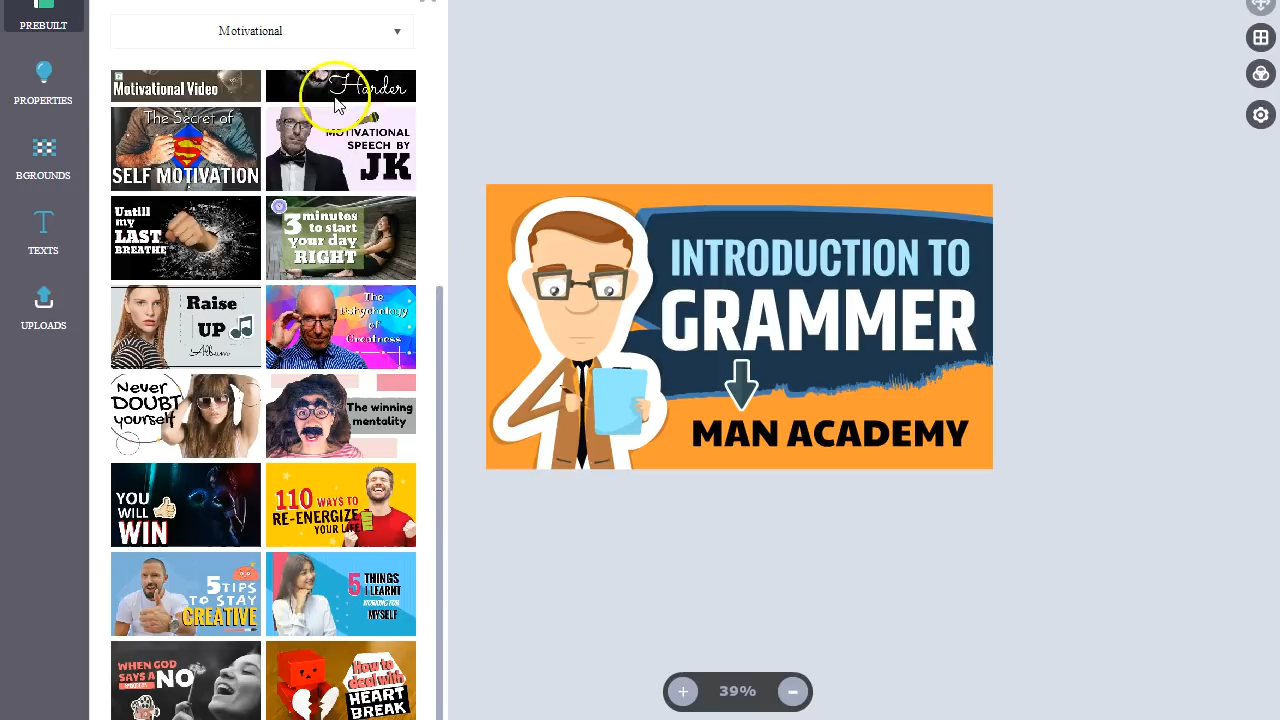 PREBUILT
PROPERTIES
BGROUNDS
TEXTS
UPLOADS
Motivational
Motivational Video
Harder
The Secret of
SELF MOTIVATION
MOTIVATIONAL
SPEECH BY
JK
Untill
my
LAST
BREATHE
3 minutes
to start
your day
RIGHT
Raise
UP
Album
The
Psychology
of
Greatness
Never
DOUBT
yourself
The winning
mentality
YOU
WILL
WIN
110 WAYS TO
RE-ENERGIZE
YOUR LIFE
5 TIPS
TO STAY
CREATIVE
5 THINGS
I LEARNT
WORKING FOR
MYSELF
WHEN GOD
SAYS A
NO
How to
deal with
HEART
BREAK
INTRODUCTION TO
GRAMMER
MAN ACADEMY
39%